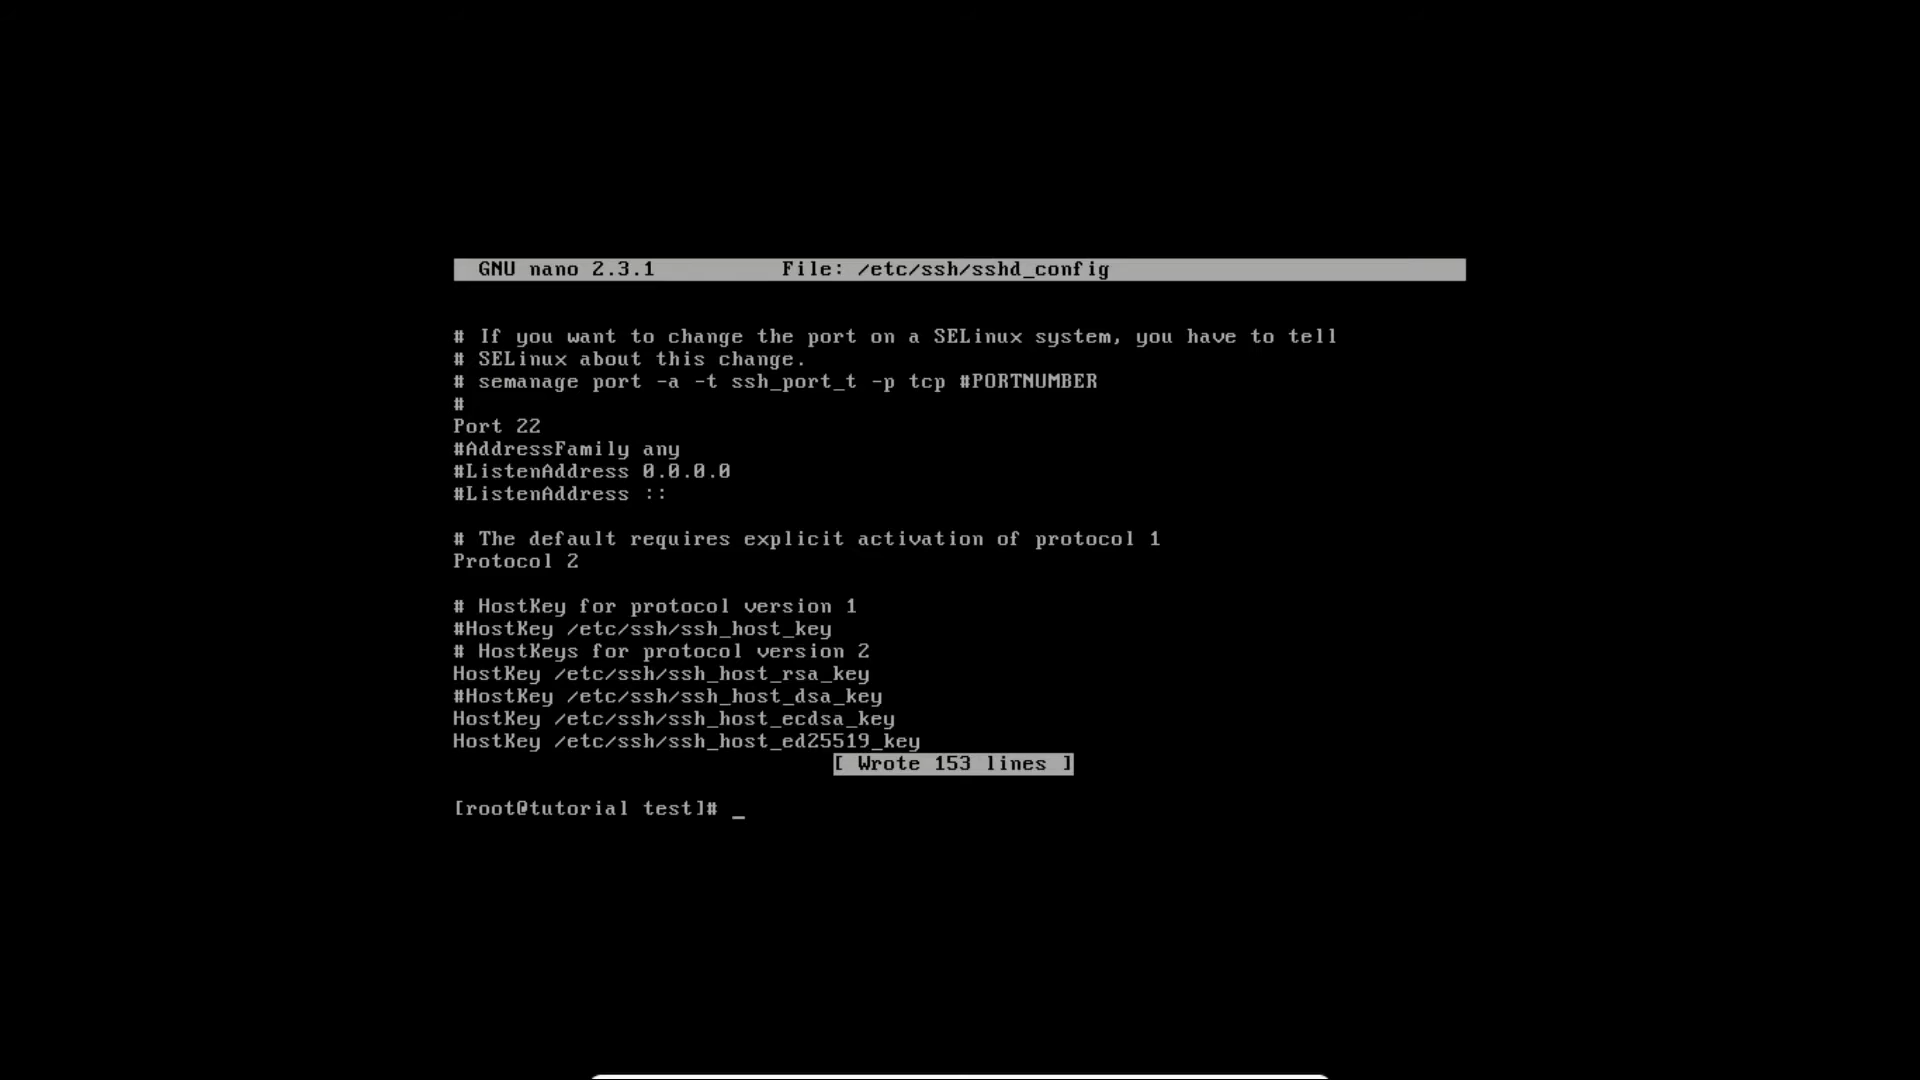 GNU nano 2.3.1 File: /etc/ssh/sshd_config
# If you want to change the port on a SELinux system, you have to tell
# SELinux about this change.
# semanage port -a -t ssh_port_t -p tcp #PORTNUMBER
#
Port 22
#AddressFamily any
#ListenAddress 0.0.0.0
#ListenAddress ::
# The default requires explicit activation of protocol 1
Protocol 2
# HostKey for protocol version 1
#HostKey /etc/ssh/ssh_host_key
# HostKeys for protocol version 2
HostKey /etc/ssh/ssh_host_rsa_key
#HostKey /etc/ssh/ssh_host_dsa_key
HostKey /etc/ssh/ssh_host_ecdsa_key
HostKey /etc/ssh/ssh_host_ed25519_key
[ Wrote 153 lines ]
[root@tutorial test]# _